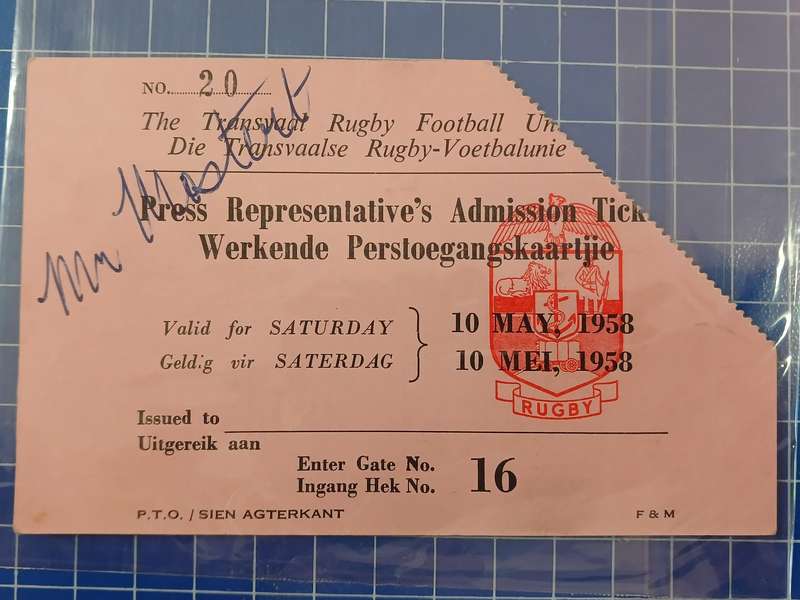 NO. 20
Mr Mostert
The Transvaal Rugby Football Un
Die Transvaalse Rugby-Voetbalunie
Press Representative's Admission Tick
Werkende Perstoegangskaartjie
Valid for SATURDAY 10 MAY, 1958
Geldig vir SATERDAG 10 MEI, 1958
RUGBY
Issued to
Uitgereik aan
Enter Gate No. 16
Ingang Hek No.
P.T.O. / SIEN AGTERKANT F & M